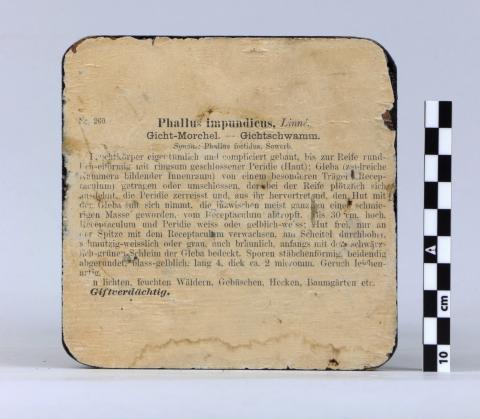 Nr. 260.
Phallus impundicus, Linné.
Gicht-Morchel. — Gichtschwamm.
Synon.: Phallus foetidus, Sowerb.
Fruchtkörper eigentümlich und compliciert gebaut, bis zur Reife rund-
eiförmig mit ringsum geschlossener Peridie (Haut); Gleba (zahlreiche
Kammern bildender Innenraum) von einem besonderen Träger (Recep-
taculum) getragen oder umschlossen, der bei der Reife plötzlich sich
ausdehnt, die Peridie zerreisst und, aus ihr hervortretend, den Hut mit
der Gleba mit sich nimmt, die inzwischen meist ganz zu einer schmie-
rigen Masse geworden, vom Receptaculum abtropft. Bis 30 cm. hoch,
Receptaculum und Peridie weiss oder gelblich-weiss; Hut frei, nur an
der Spitze mit dem Receptaculum verwachsen, am Scheitel durchbohrt,
schmutzig-weisslich oder grau, auch bräunlich, anfangs mit dem schwärz-
lich-grünen Schleim der Gleba bedeckt. Sporen stäbchenförmig, beidendig
abgerundet, blass-gelblich, lang 4, dick ca. 2 micromm. Geruch leichen-
artig.
n lichten, feuchten Wäldern, Gebüschen, Hecken, Baumgärten etc.
Giftverdächtig.
A
cm
10